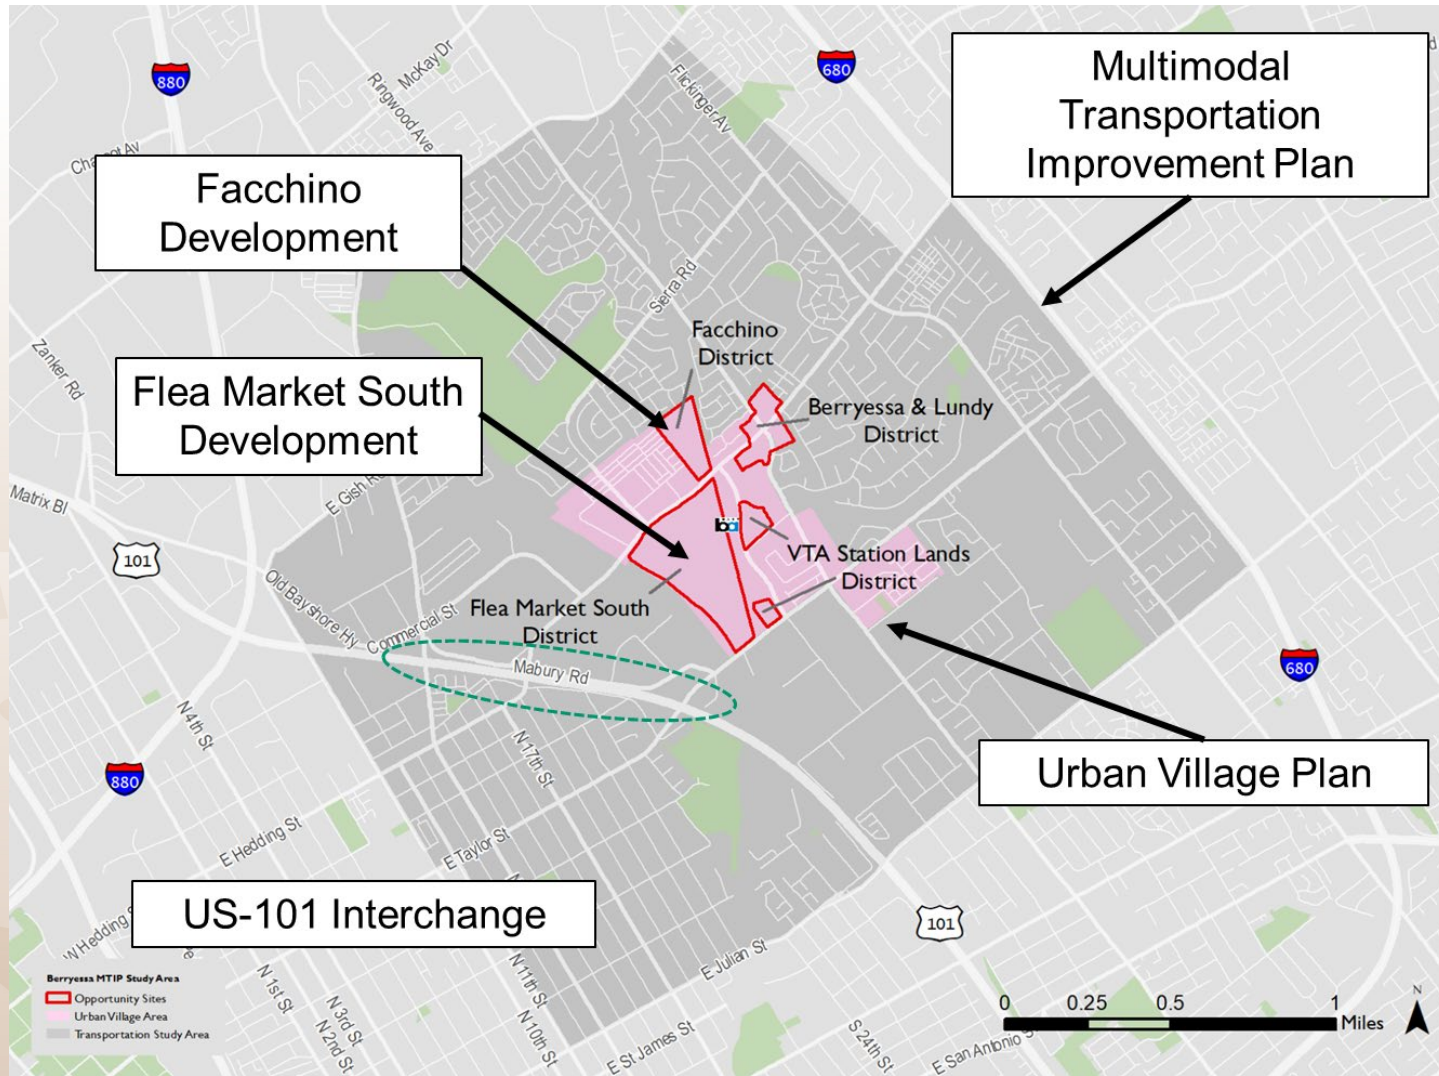 880
Ringwood Ave
McKay Dr
Flickinger Av
680
Multimodal
Transportation
Improvement Plan
Facchino
Development
Sierra Rd
Zanker Rd
Facchino
District
Flea Market South
Development
Berryessa & Lundy
District
E Gish
Matrix Bl
101
ba
VTA Station Lands
District
Old Bayshore Hy
Commercial St
Flea Market South
District
Mabury Rd
680
N 4th St
N 17th St
880
Urban Village Plan
E Hedding St
E Taylor St
US-101 Interchange
101
W Hedding
E Julian St
Berryessa MTIP Study Area
Opportunity Sites
Urban Village Area
Transportation Study Area
N 1st St
N 3rd St
N 2nd St
N 11th St
N 10th St
E St James St
S 24th St
E San Antonio S
0 0.25 0.5 1
Miles
N